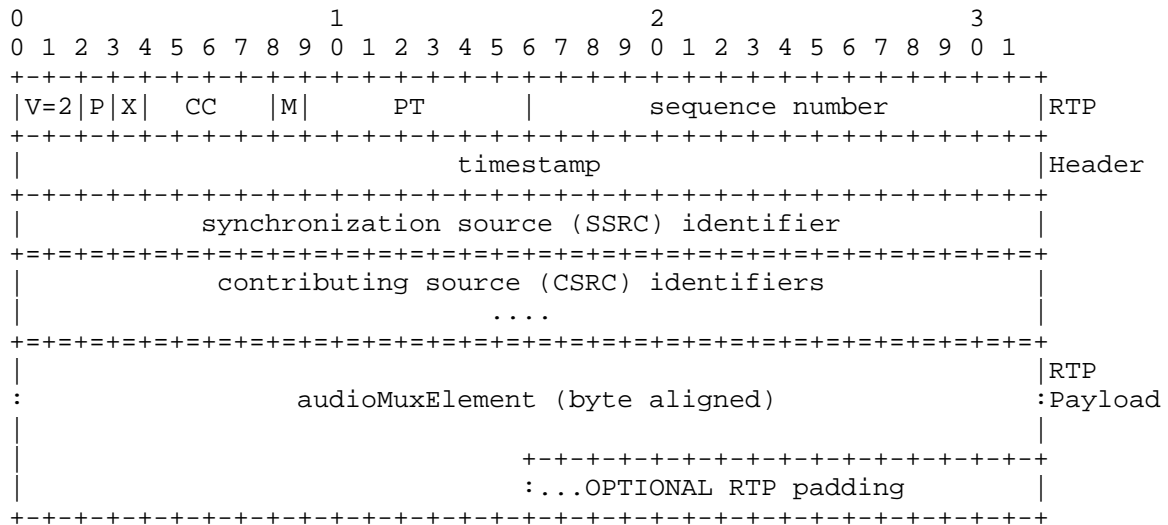 0                   1                   2                   3
0 1 2 3 4 5 6 7 8 9 0 1 2 3 4 5 6 7 8 9 0 1 2 3 4 5 6 7 8 9 0 1
+-+-+-+-+-+-+-+-+-+-+-+-+-+-+-+-+-+-+-+-+-+-+-+-+-+-+-+-+-+-+-+-+
|V=2|P|X|  CC   |M|     PT      |       sequence number         |RTP
+-+-+-+-+-+-+-+-+-+-+-+-+-+-+-+-+-+-+-+-+-+-+-+-+-+-+-+-+-+-+-+-+
|                           timestamp                           |Header
+-+-+-+-+-+-+-+-+-+-+-+-+-+-+-+-+-+-+-+-+-+-+-+-+-+-+-+-+-+-+-+-+
|           synchronization source (SSRC) identifier            |
+=+=+=+=+=+=+=+=+=+=+=+=+=+=+=+=+=+=+=+=+=+=+=+=+=+=+=+=+=+=+=+=+
|            contributing source (CSRC) identifiers             |
|                             ....                              |
+=+=+=+=+=+=+=+=+=+=+=+=+=+=+=+=+=+=+=+=+=+=+=+=+=+=+=+=+=+=+=+=+
|                                                               |RTP
:                 audioMuxElement (byte aligned)                :Payload
|                                                               |
|                               +-+-+-+-+-+-+-+-+-+-+-+-+-+-+-+-+
|                               :...OPTIONAL RTP padding        |
+-+-+-+-+-+-+-+-+-+-+-+-+-+-+-+-+-+-+-+-+-+-+-+-+-+-+-+-+-+-+-+-+